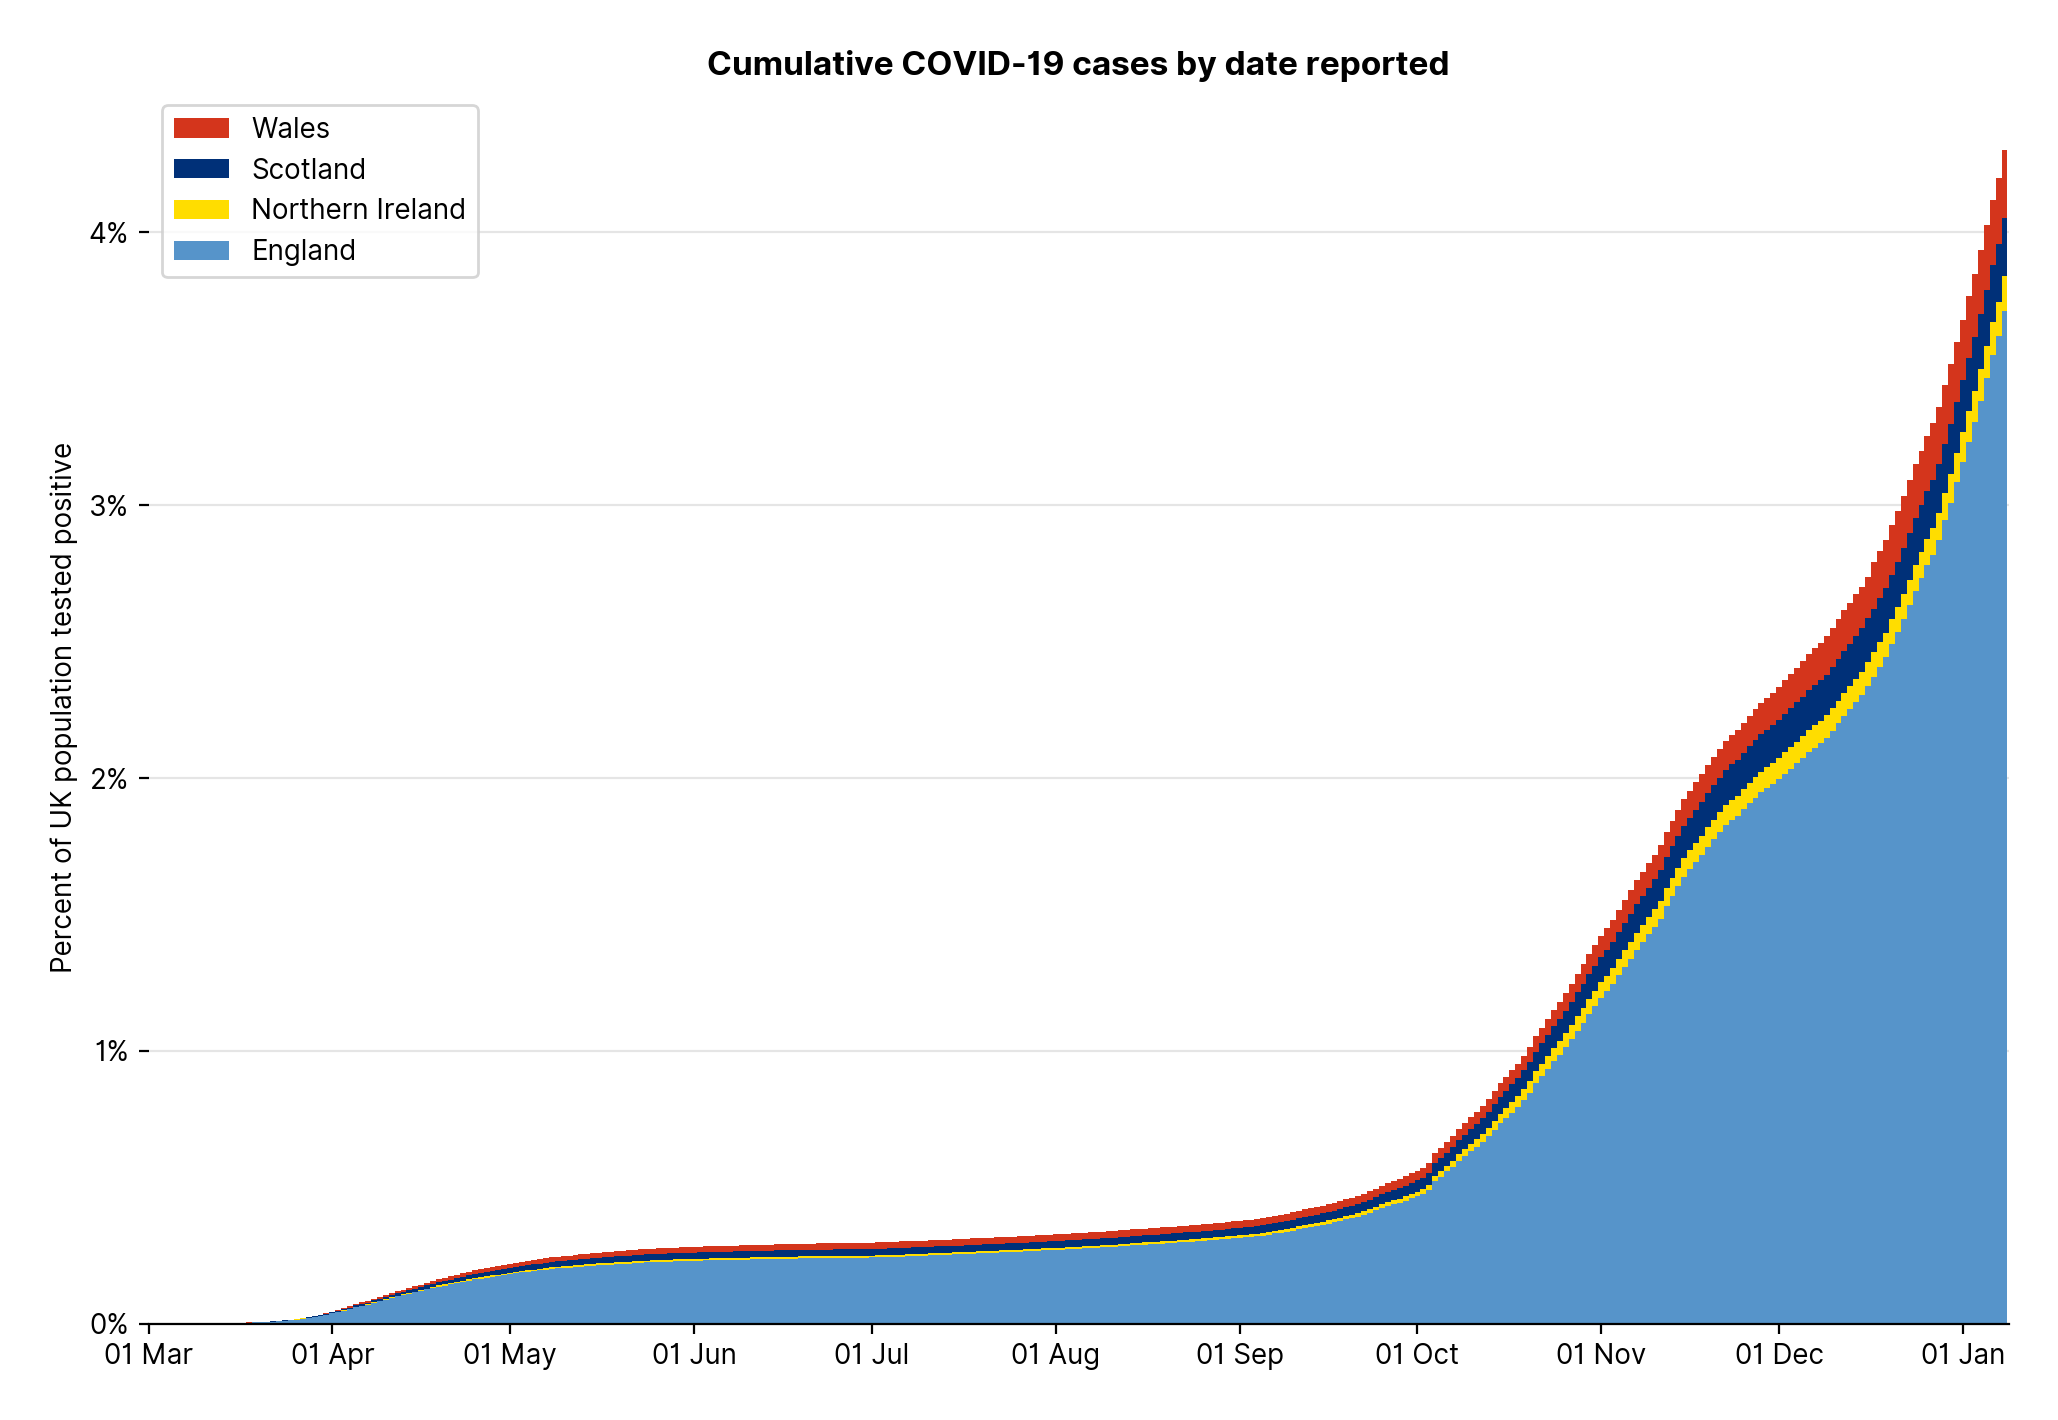 Cumulative COVID-19 cases by date reported
Wales
Scotland
Northern Ireland
England
Percent of UK population tested positive
4%
3%
2%
1%
0%
01 Mar
01 Apr
01 May
01 Jun
01 Jul
01 Aug
01 Sep
01 Oct
01 Nov
01 Dec
01 Jan